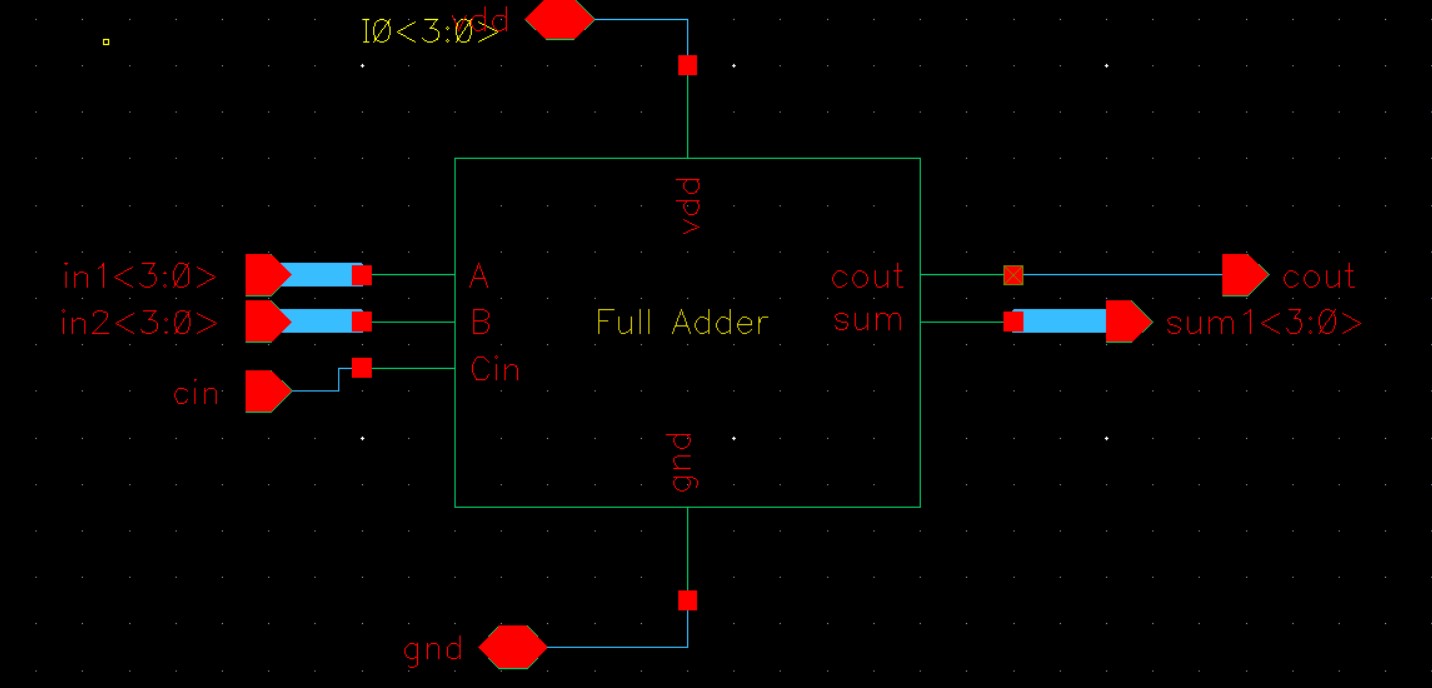 vdd
I0<3:0>
vdd
in1<3:0>
A
cout
cout
in2<3:0>
B
Full Adder
sum
sum1<3:0>
Cin
cin
gnd
gnd